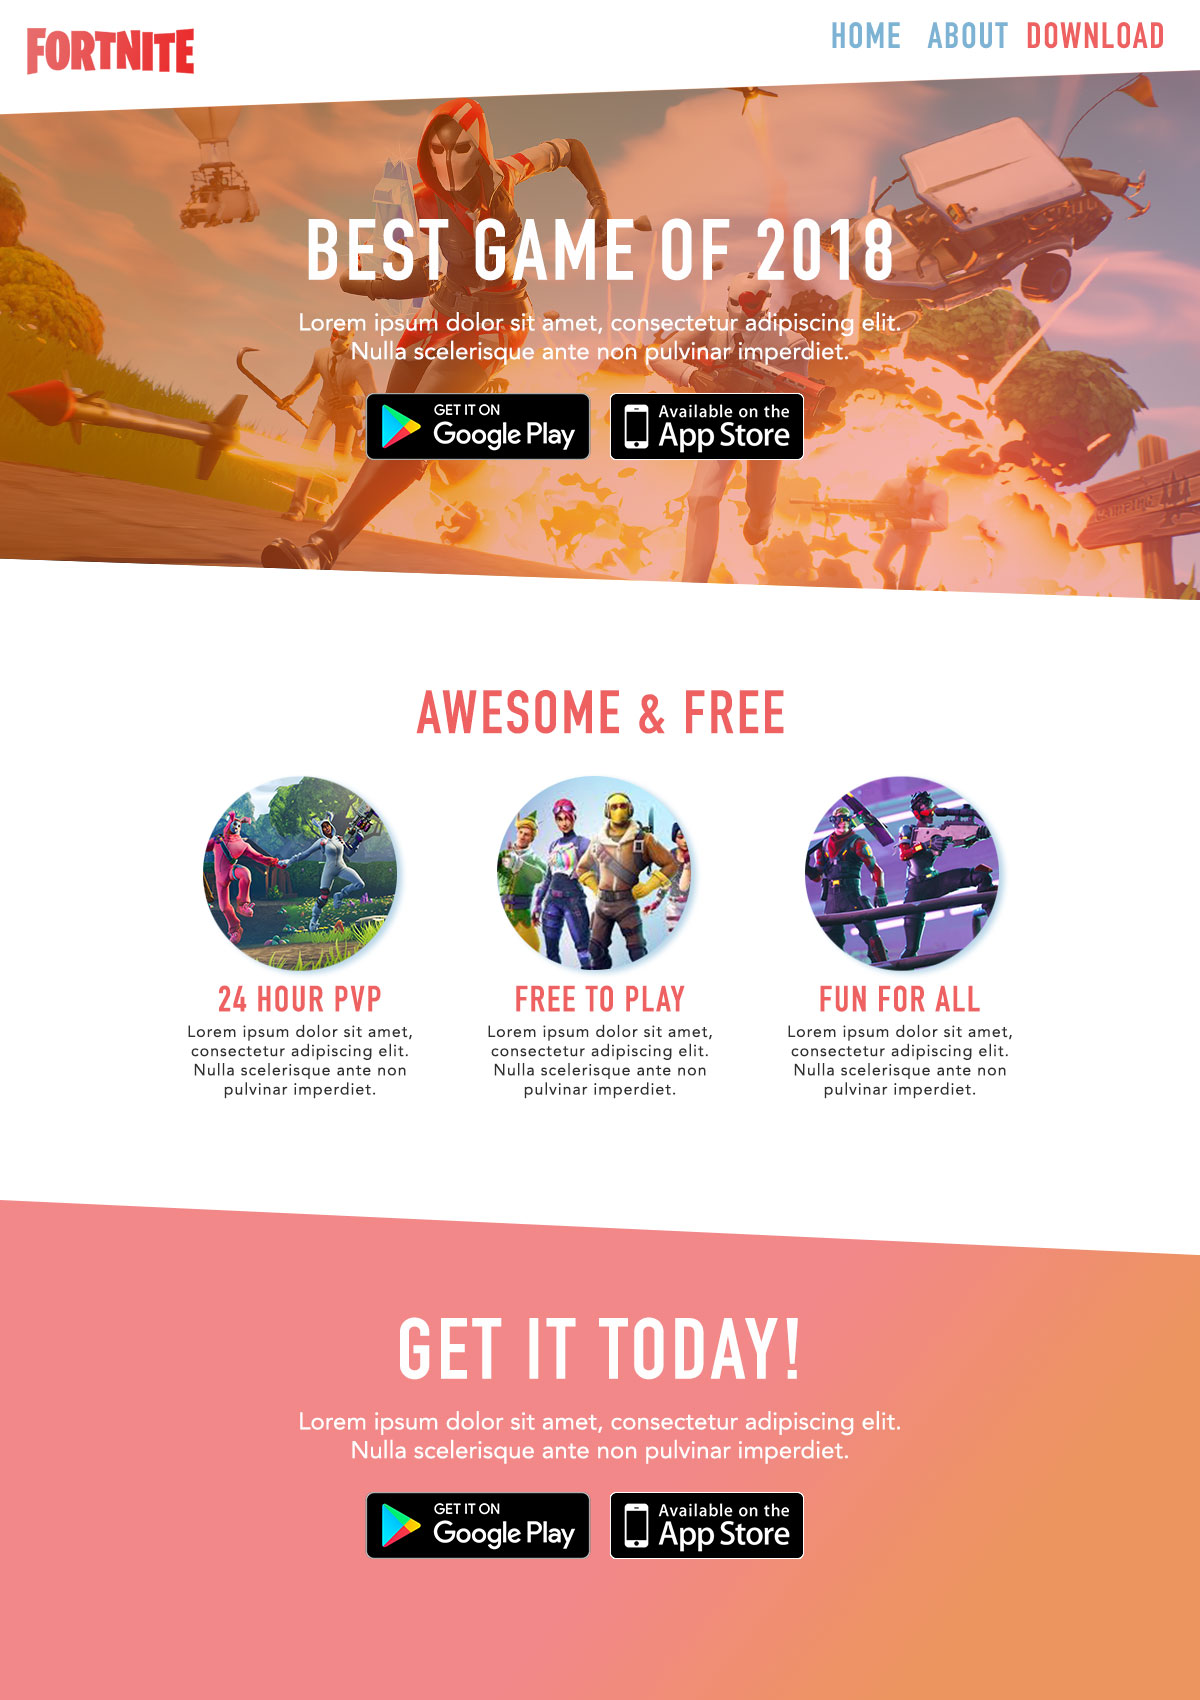 FORTNITE
HOME ABOUT DOWNLOAD
BEST GAME OF 2018
Lorem ipsum dolor sit amet, consectetur adipiscing elit.
Nulla scelerisque ante non pulvinar imperdiet.
GET IT ON
Google Play
Available on the
App Store
AWESOME & FREE
24 HOUR PVP
Lorem ipsum dolor sit amet,
consectetur adipiscing elit.
Nulla scelerisque ante non
pulvinar imperdiet.
FREE TO PLAY
Lorem ipsum dolor sit amet,
consectetur adipiscing elit.
Nulla scelerisque ante non
pulvinar imperdiet.
FUN FOR ALL
Lorem ipsum dolor sit amet,
consectetur adipiscing elit.
Nulla scelerisque ante non
pulvinar imperdiet.
GET IT TODAY!
Lorem ipsum dolor sit amet, consectetur adipiscing elit.
Nulla scelerisque ante non pulvinar imperdiet.
GET IT ON
Google Play
Available on the
App Store